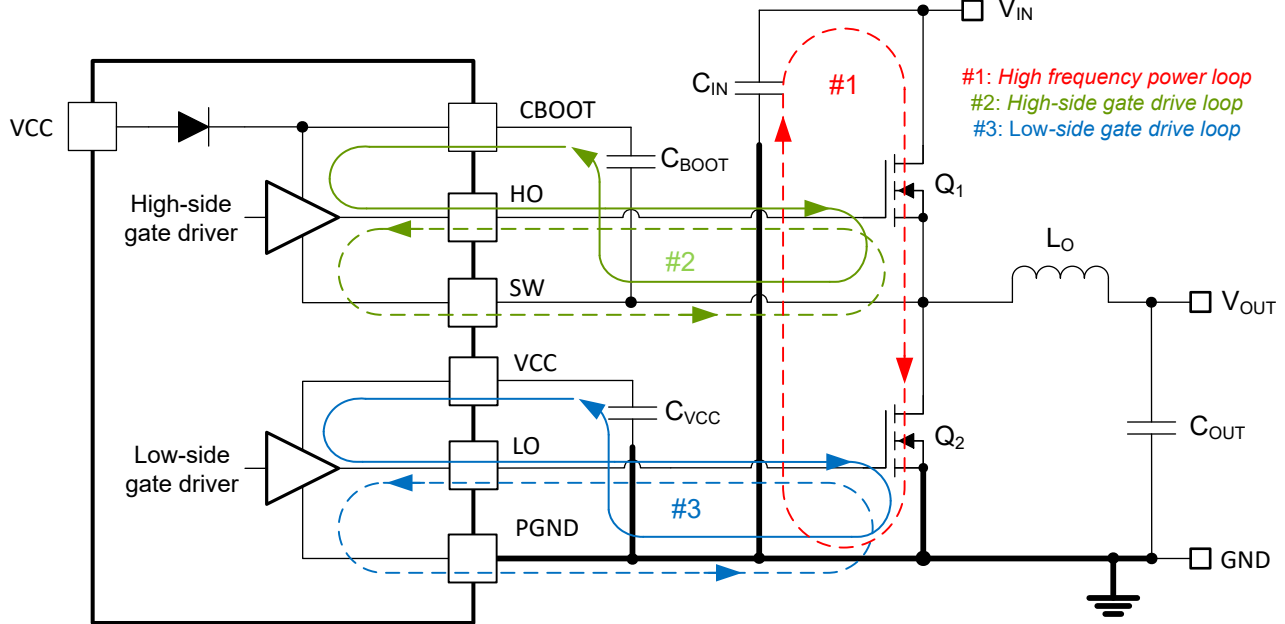 V_IN
#1: High frequency power loop
#2: High-side gate drive loop
#3: Low-side gate drive loop
C_IN
#1
VCC
CBOOT
C_BOOT
Q_1
High-side
gate driver
HO
#2
L_O
SW
V_OUT
VCC
C_VCC
Q_2
C_OUT
Low-side
gate driver
LO
#3
PGND
GND